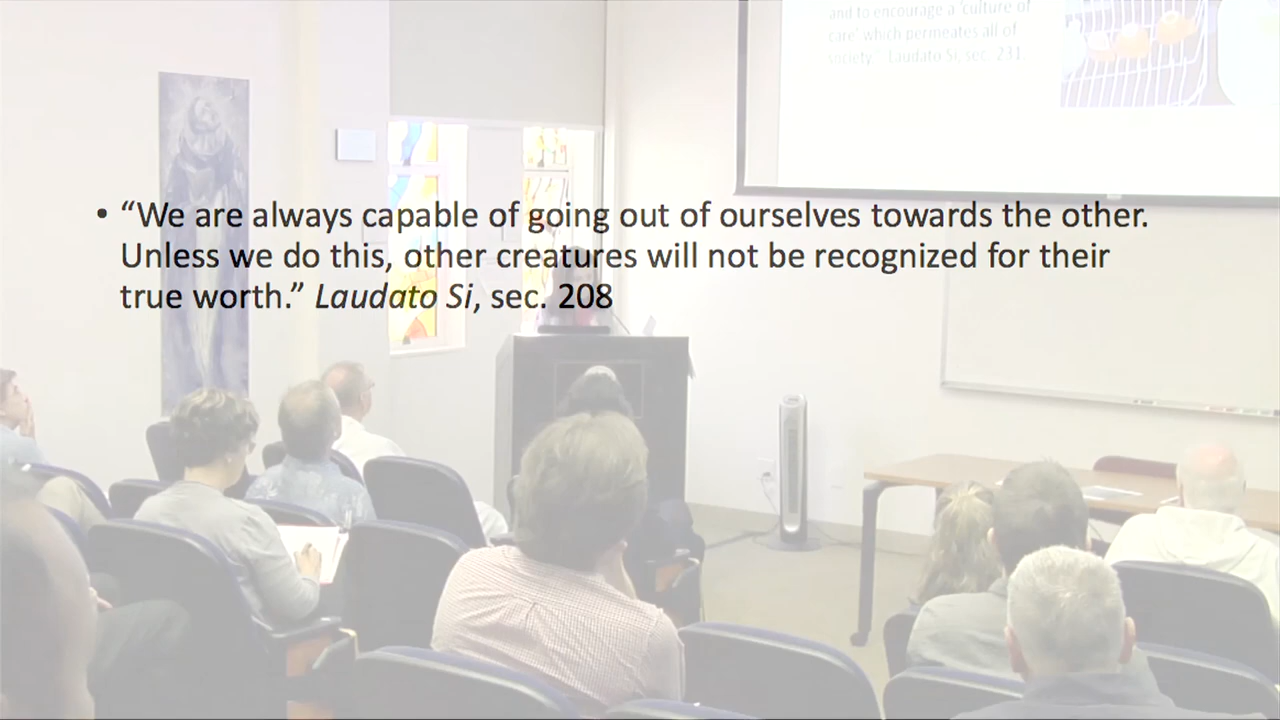 and to encourage a ‘culture of
care’ which permeates all of
society.” Laudato Si, sec. 231
• “We are always capable of going out of ourselves towards the other.
Unless we do this, other creatures will not be recognized for their
true worth.” Laudato Si, sec. 208